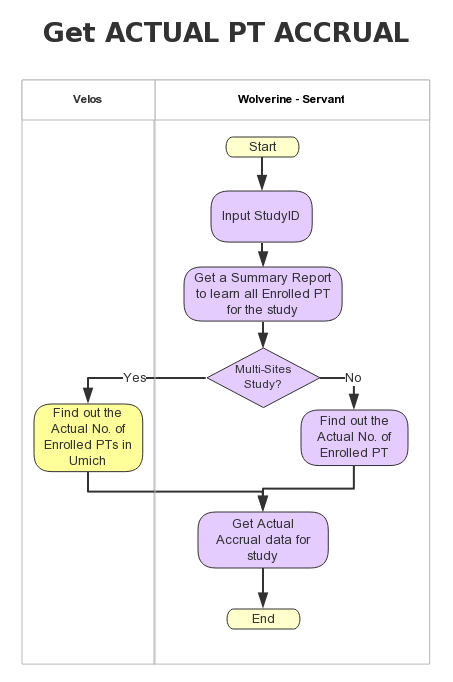 Get ACTUAL PT ACCRUAL
Velos
Wolverine - Servant
Start
Input StudyID
Get a Summary Report
to learn all Enrolled PT
for the study
Multi-Sites
Study?
Yes
No
Find out the
Actual No. of
Enrolled PTs in
Umich
Find out the
Actual No. of
Enrolled PT
Get Actual
Accrual data for
study
End